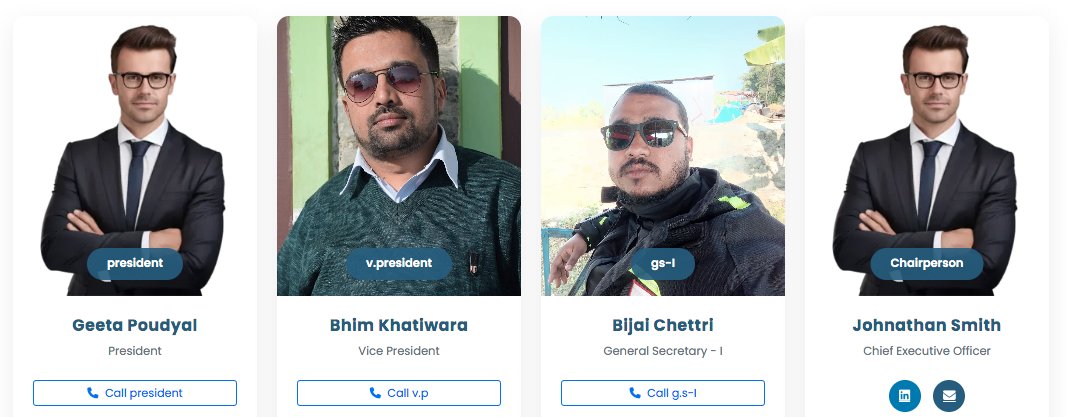 president
v.president
gs-I
Chairperson
Geeta Poudyal
Bhim Khatiwara
Bijai Chettri
Johnathan Smith
President
Vice President
General Secretary - I
Chief Executive Officer
Call president
Call v.p
Call g.s-I
in